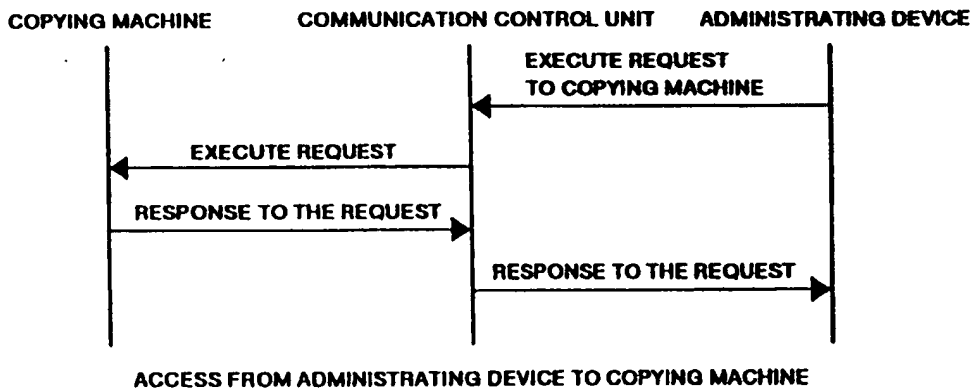 COPYING MACHINE COMMUNICATION CONTROL UNIT ADMINISTRATING DEVICE
EXECUTE REQUEST
TO COPYING MACHINE
EXECUTE REQUEST
RESPONSE TO THE REQUEST
RESPONSE TO THE REQUEST
ACCESS FROM ADMINISTRATING DEVICE TO COPYING MACHINE